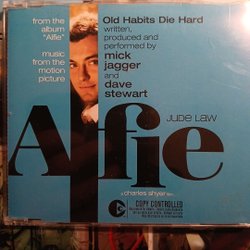 from the
album
"Alfie"
music
from the
motion
picture
Old Habits Die Hard
written,
produced and
performed by
mick
jagger
and
dave
stewart
JUDE LAW
Alfie
a charles shyer film
COPY CONTROLLED